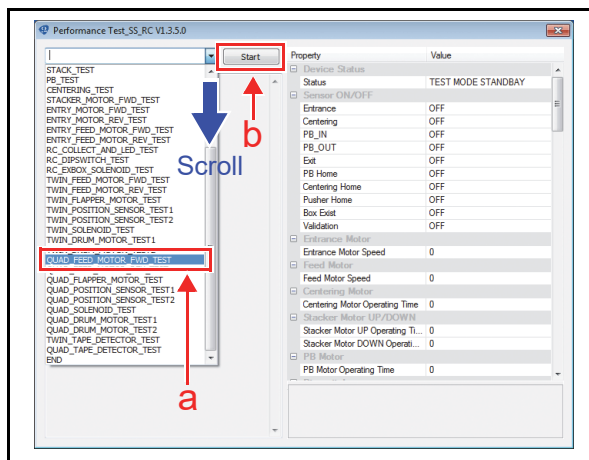 Performance Test_SS_RC V1.3.5.0
Start
STACK_TEST
PB_TEST
CENTERING_TEST
STACKER_MOTOR_FWD_TEST
ENTRY_MOTOR_FWD_TEST
ENTRY_MOTOR_REV_TEST
ENTRY_FEED_MOTOR_FWD_TEST
ENTRY_FEED_MOTOR_REV_TEST
RC_COLLECT_AND_LED_TEST
RC_DIPSWITCH_TEST
RC_EXBOX_SOLENOID_TEST
TWIN_FEED_MOTOR_FWD_TEST
TWIN_FEED_MOTOR_REV_TEST
TWIN_FLAPPER_MOTOR_TEST
TWIN_POSITION_SENSOR_TEST1
TWIN_POSITION_SENSOR_TEST2
TWIN_SOLENOID_TEST
TWIN_DRUM_MOTOR_TEST1
QUAD_FEED_MOTOR_FWD_TEST
QUAD_FLAPPER_MOTOR_TEST
QUAD_POSITION_SENSOR_TEST1
QUAD_POSITION_SENSOR_TEST2
QUAD_SOLENOID_TEST
QUAD_DRUM_MOTOR_TEST1
QUAD_DRUM_MOTOR_TEST2
TWIN_TAPE_DETECTOR_TEST
QUAD_TAPE_DETECTOR_TEST
END
Scroll
a
b
Property Value
Device Status
Status TEST MODE STANDBAY
Sensor ON/OFF
Entrance OFF
Centering OFF
PB_IN OFF
PB_OUT OFF
Exit OFF
PB Home OFF
Centering Home OFF
Pusher Home OFF
Box Exist OFF
Validation OFF
Entrance Motor
Entrance Motor Speed 0
Feed Motor
Feed Motor Speed 0
Centering Motor
Centering Motor Operating Time 0
Stacker Motor UP/DOWN
Stacker Motor UP Operating Ti... 0
Stacker Motor DOWN Operati... 0
PB Motor
PB Motor Operating Time 0